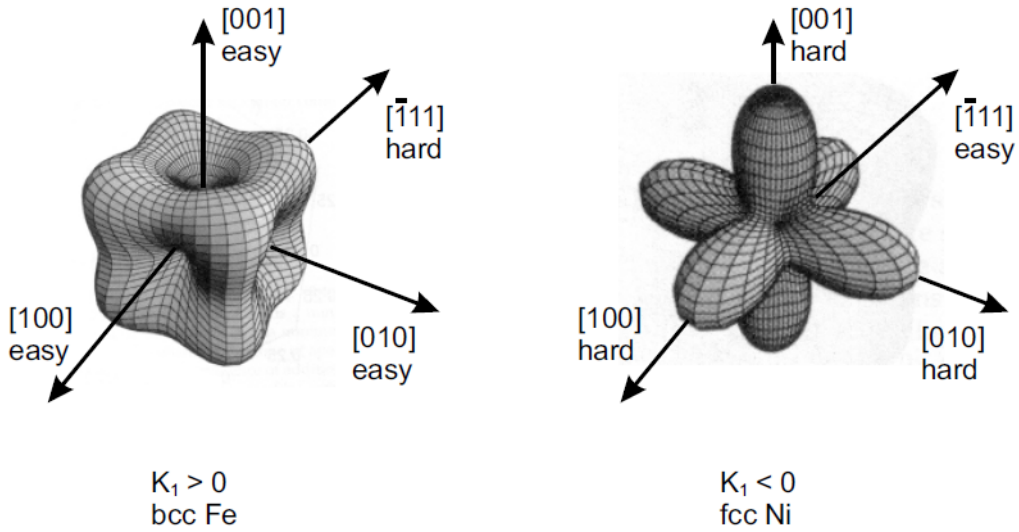 [001]
easy
[1̄11]
hard
[100]
easy
[010]
easy
K₁ > 0
bcc Fe
[001]
hard
[1̄11]
easy
[100]
hard
[010]
hard
K₁ < 0
fcc Ni